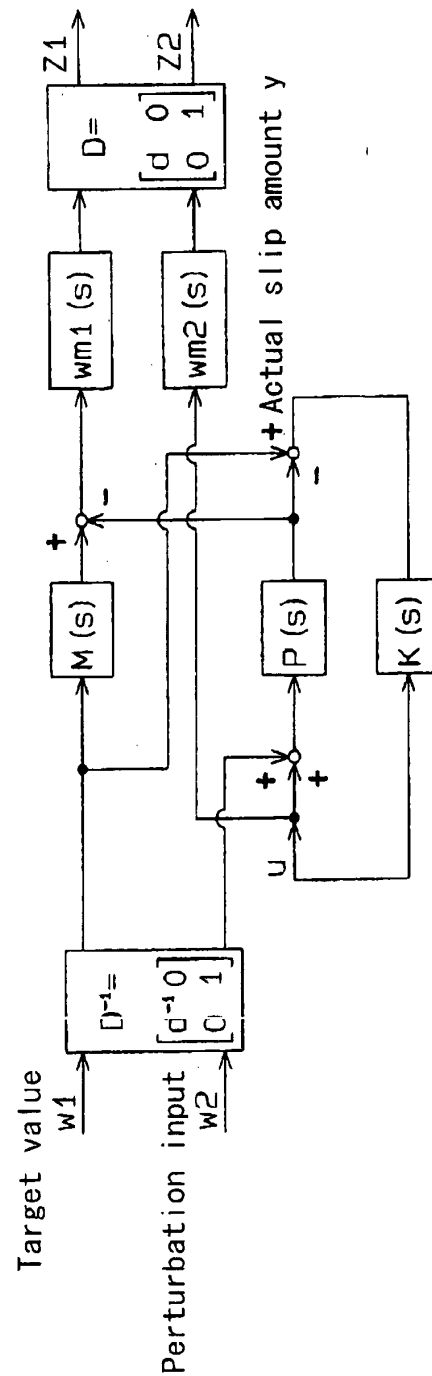 Target value
w1
Perturbation input
w2
D⁻¹=
[d⁻¹ 0]
[0 1]
M(s)
+
-
wm1(s)
wm2(s)
D=
[d 0]
[0 1]
Z1
Z2
+ Actual slip amount y
-
u
+
+
P(s)
K(s)